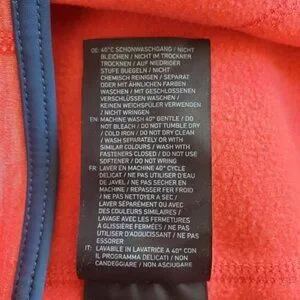 DE: 40°C SCHONWASCHGANG / NICHT
BLEICHEN / NICHT IM TROCKNER
TROCKNEN / AUF NIEDRIGER
STUFE BÜGELN / NICHT
CHEMISCH REINIGEN / SEPARAT
ODER MIT ÄHNLICHEN FARBEN
WASCHEN / MIT GESCHLOSSENEN
VERSCHLÜSSEN WASCHEN /
KEINEN WEICHSPÜLER VERWENDEN
/ NICHT WRINGEN
EN: MACHINE WASH 40° GENTLE / DO
NOT BLEACH / DO NOT TUMBLE DRY
/ COLD IRON / DO NOT DRY CLEAN
/ WASH SEPARATELY OR WITH
SIMILAR COLOURS / WASH WITH
FASTENERS CLOSED / DO NOT USE
SOFTENER / DO NOT WRING
FR: LAVER EN MACHINE 40° CYCLE
DELICAT / NE PAS UTILISER D'EAU
DE JAVEL / NE PAS SECHER EN
MACHINE / REPASSER A FER FROID
/ NE PAS NETTOYER A SEC /
LAVER SEPAREMENT OU AVEC
DES COULEURS SIMILAIRES /
LAVAGE AVEC LES FERMETURES
A GLISSIERE FERMÉES / NE PAS
UTILISER D'ADOUCISSANT / NE PAS
ESSORER
IT: LAVABILE IN LAVATRICE A 40° CON
IL PROGRAMMA DELICATI / NON
CANDEGGIARE / NON ASCIUGARE